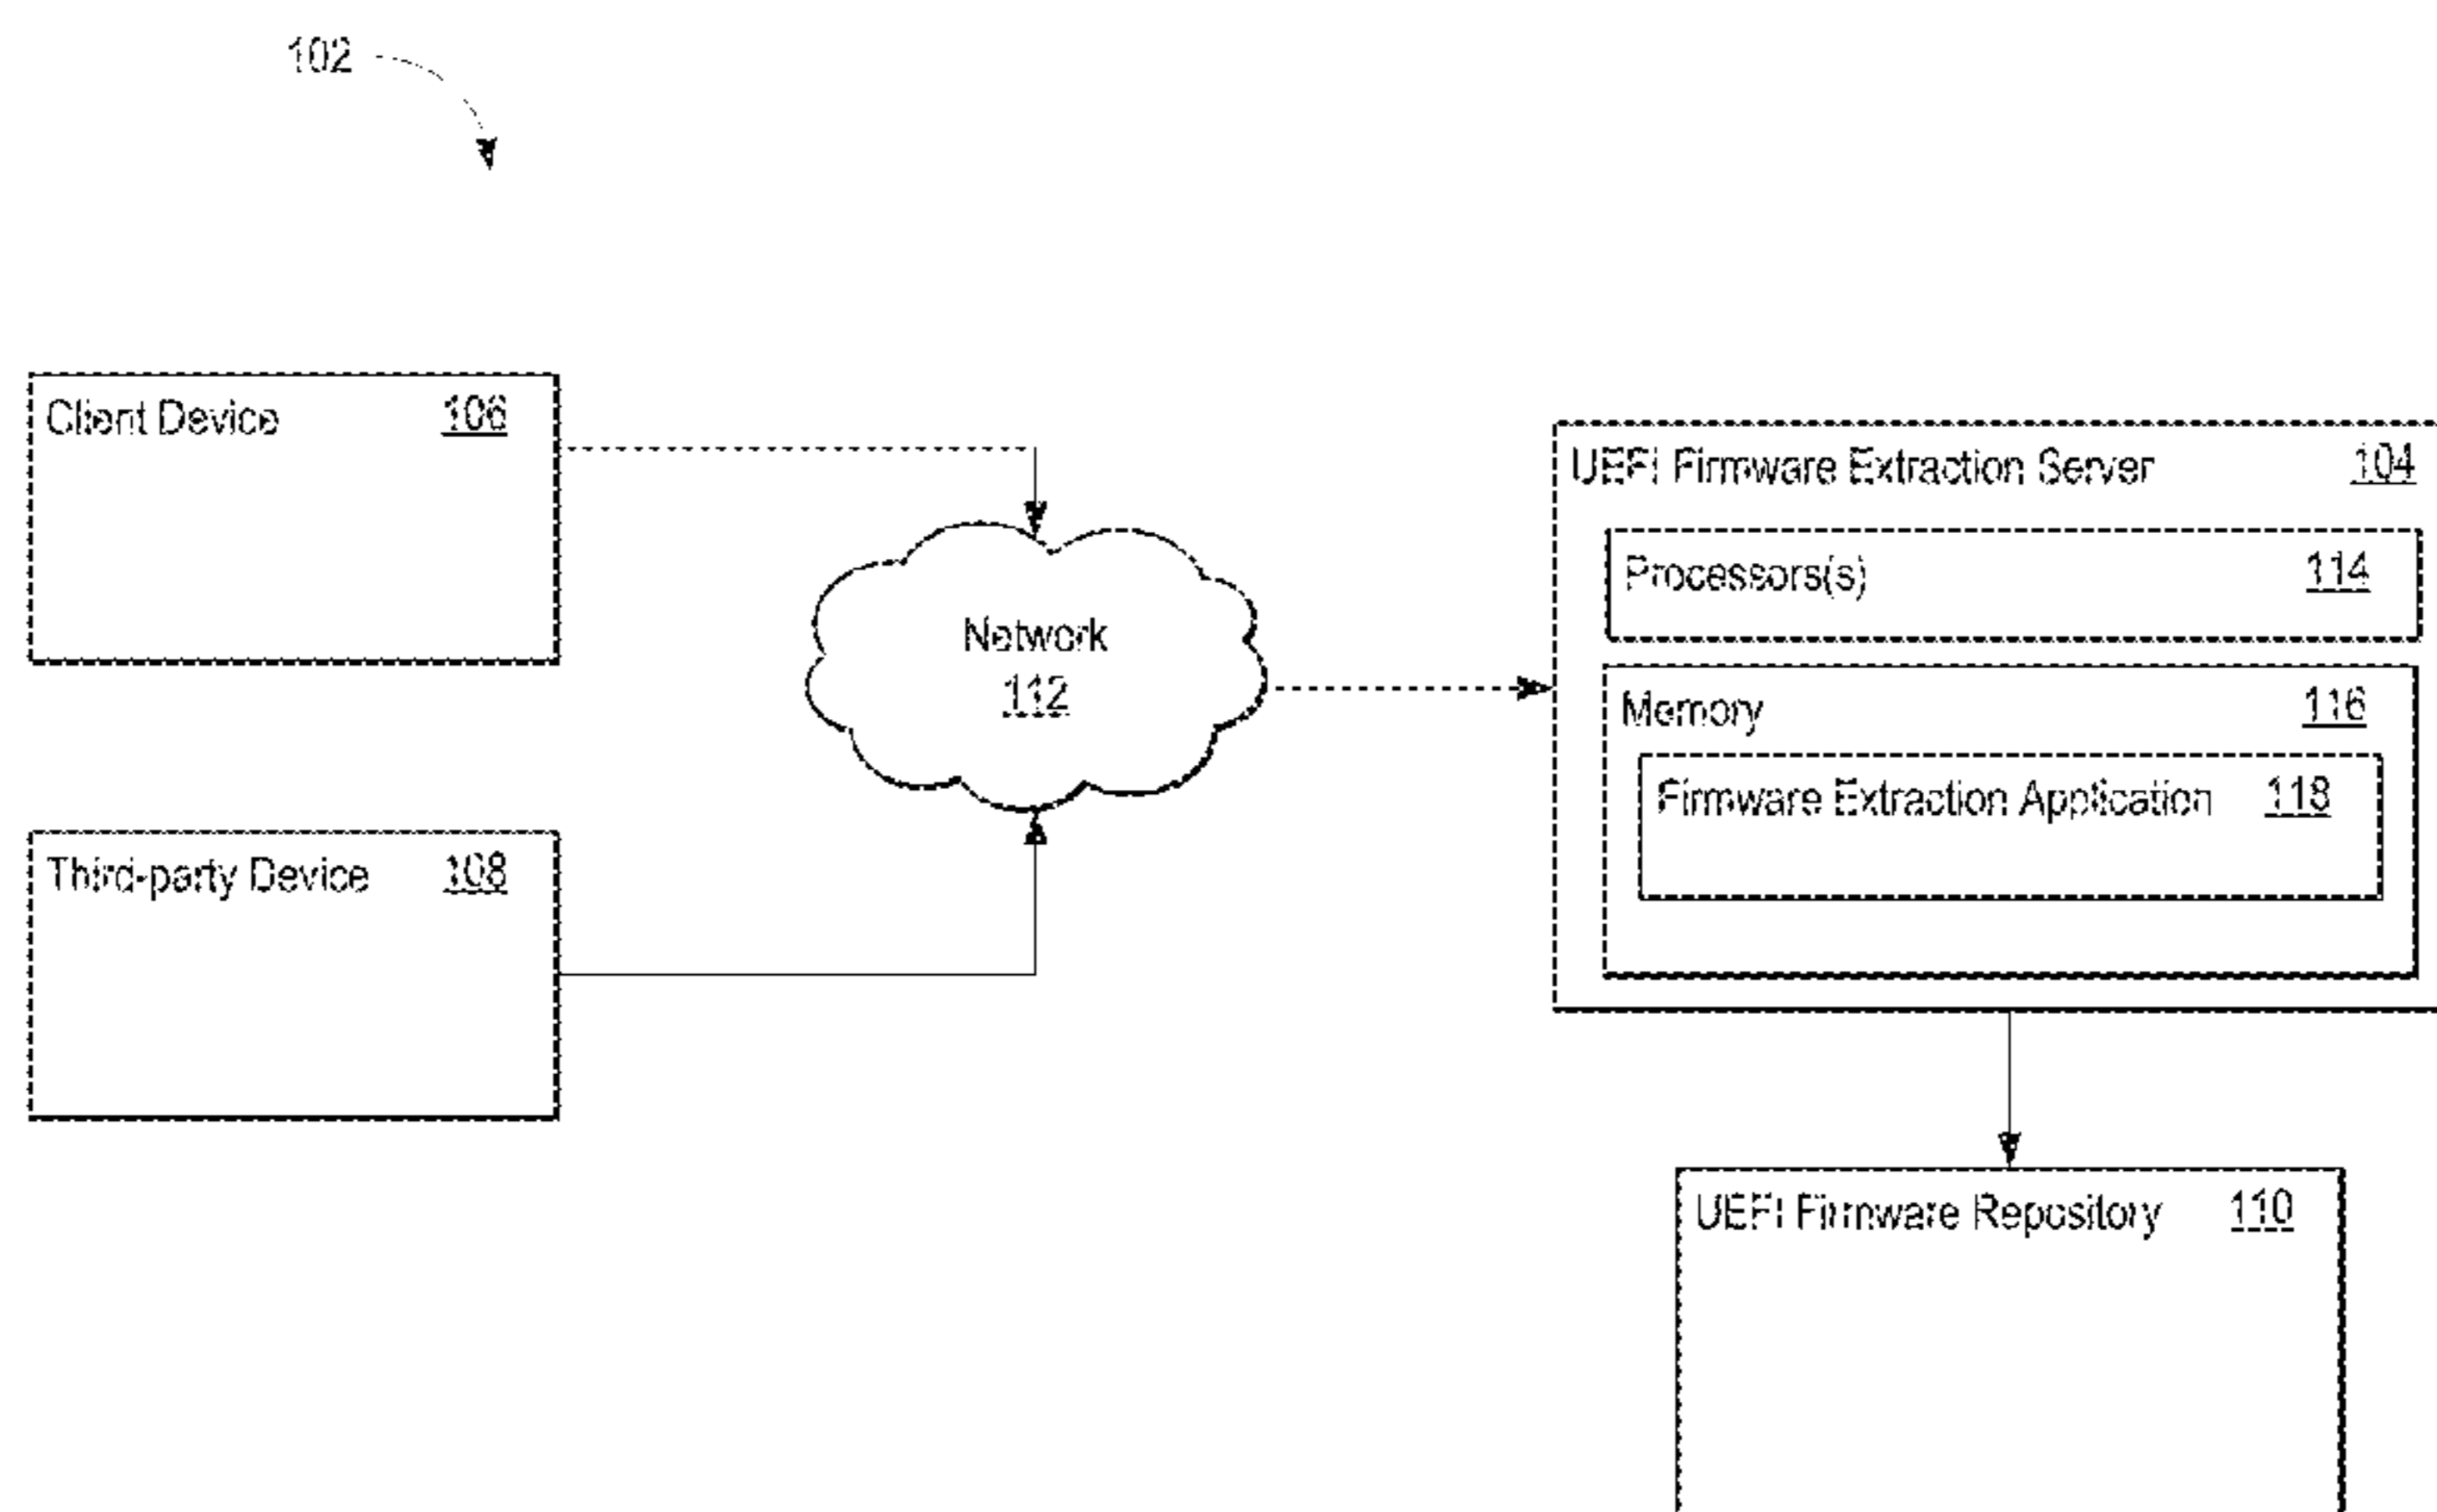 102
Client Device 106
UEFI Firmware Extraction Server 104
Processors(s) 114
Network
112
Memory 116
Firmware Extraction Application 118
Third-party Device 108
UEFI Firmware Repository 110